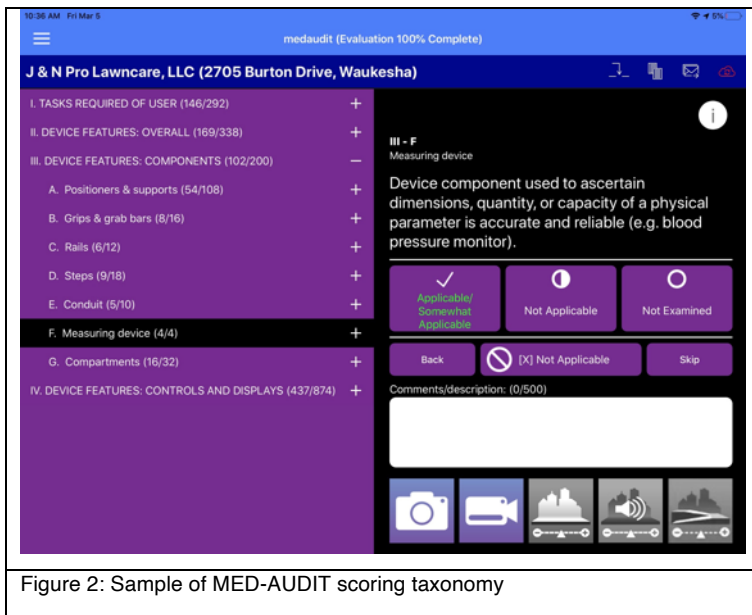 10:36 AM Fri Mar 5
5%
medaudit (Evaluation 100% Complete)
J & N Pro Lawncare, LLC (2705 Burton Drive, Waukesha)
I. TASKS REQUIRED OF USER (146/292)
II. DEVICE FEATURES: OVERALL (169/338)
III. DEVICE FEATURES: COMPONENTS (102/200)
A. Positioners & supports (54/108)
B. Grips & grab bars (8/16)
C. Rails (6/12)
D. Steps (9/18)
E. Conduit (5/10)
F. Measuring device (4/4)
G. Compartments (16/32)
IV. DEVICE FEATURES: CONTROLS AND DISPLAYS (437/874)
i
III - F
Measuring device
Device component used to ascertain
dimensions, quantity, or capacity of a physical
parameter is accurate and reliable (e.g. blood
pressure monitor).
Applicable/
Somewhat
Applicable
Not Applicable
Not Examined
Back
[X] Not Applicable
Skip
Comments/description: (0/500)
Figure 2: Sample of MED-AUDIT scoring taxonomy